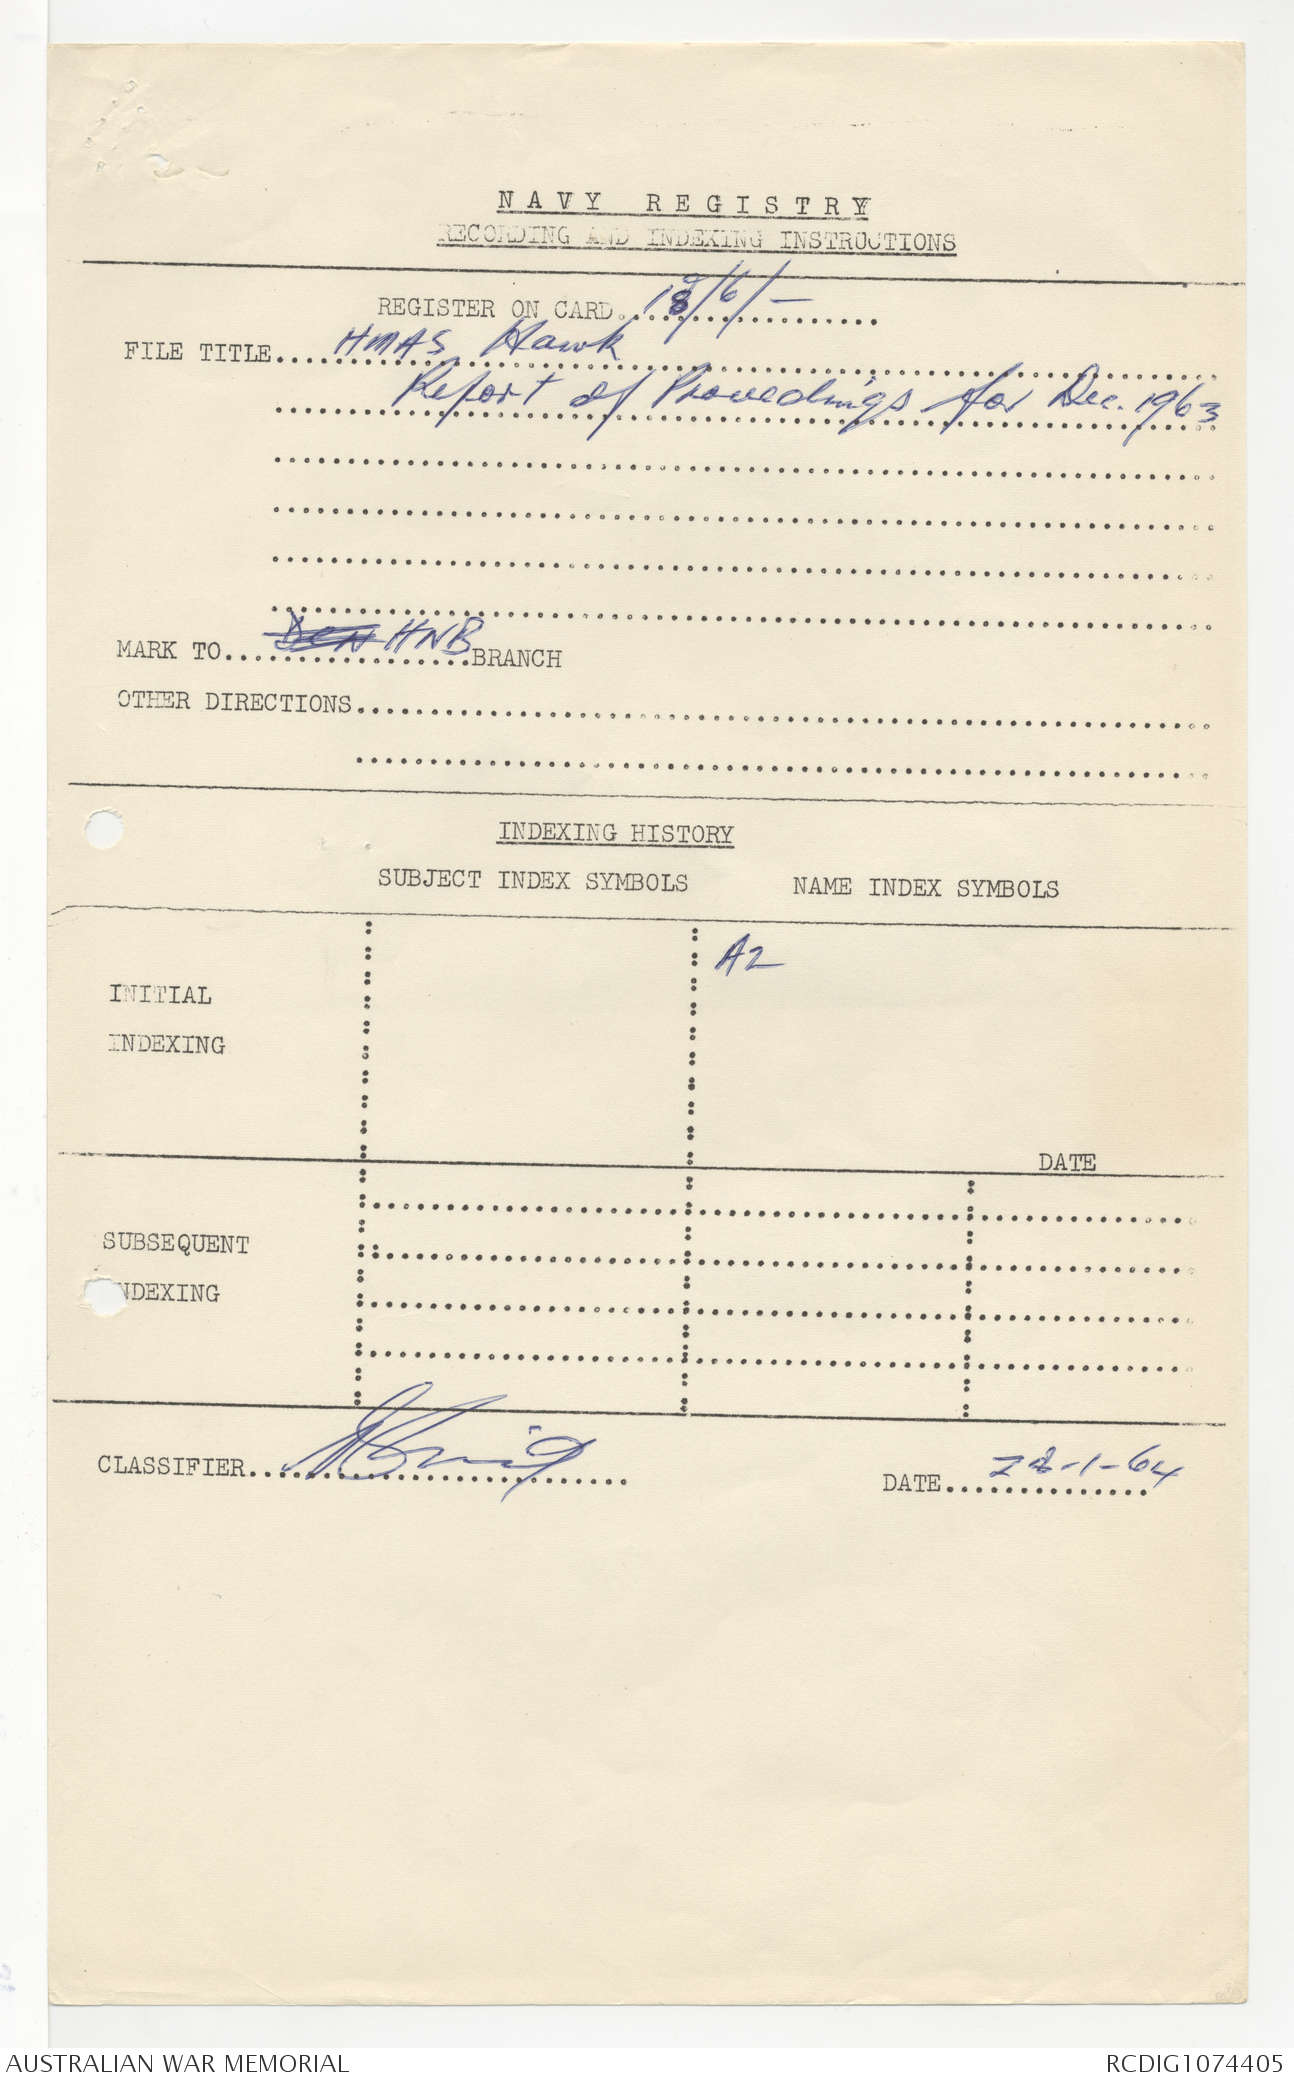 NAVY REGISTRY
RECORDING AND INDEXING INSTRUCTIONS
REGISTER ON CARD. 18/6/-
FILE TITLE HMAS Hawk
Report of Proceedings for Dec. 1963
MARK TO HNB BRANCH
OTHER DIRECTIONS
INDEXING HISTORY
SUBJECT INDEX SYMBOLS NAME INDEX SYMBOLS
INITIAL A2
INDEXING
DATE
SUBSEQUENT
NDEXING
CLASSIFIER DATE 28-1-64
AUSTRALIAN WAR MEMORIAL RCDIG1074405